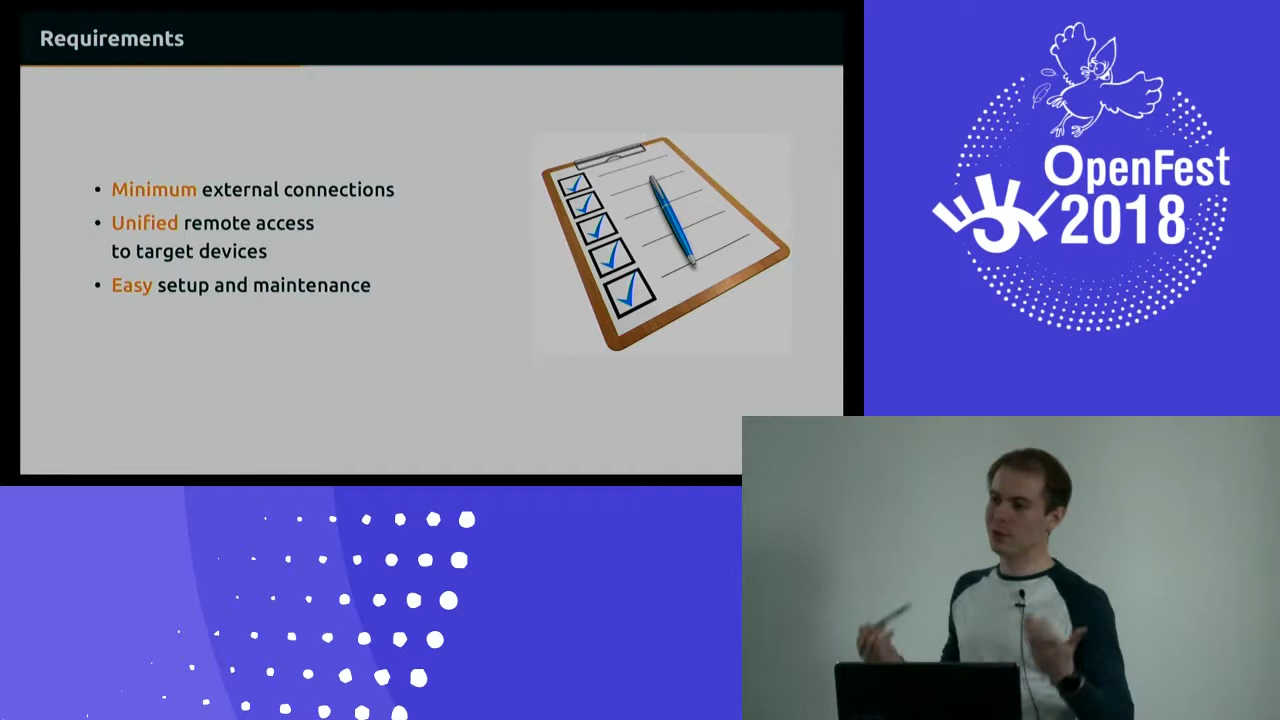 Requirements
• Minimum external connections
• Unified remote access
to target devices
• Easy setup and maintenance
OpenFest
2018